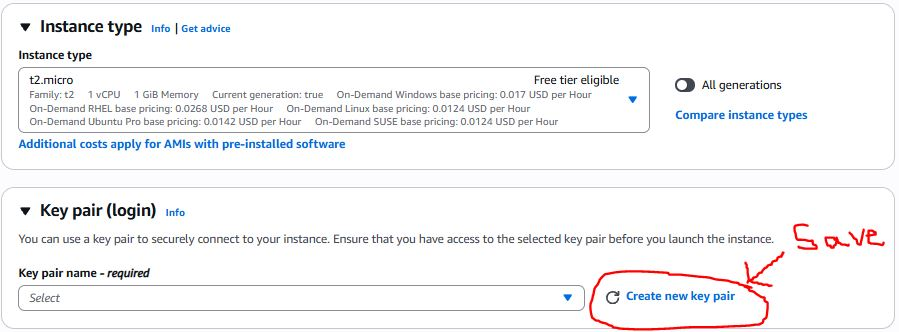 Instance type Info | Get advice
Instance type
t2.micro Free tier eligible
Family: t2 1 vCPU 1 GiB Memory Current generation: true On-Demand Windows base pricing: 0.017 USD per Hour
On-Demand RHEL base pricing: 0.0268 USD per Hour On-Demand Linux base pricing: 0.0124 USD per Hour
On-Demand Ubuntu Pro base pricing: 0.0142 USD per Hour On-Demand SUSE base pricing: 0.0124 USD per Hour
All generations
Compare instance types
Additional costs apply for AMIs with pre-installed software
Key pair (login) Info
You can use a key pair to securely connect to your instance. Ensure that you have access to the selected key pair before you launch the instance.
Save
Key pair name - required
Select
Create new key pair